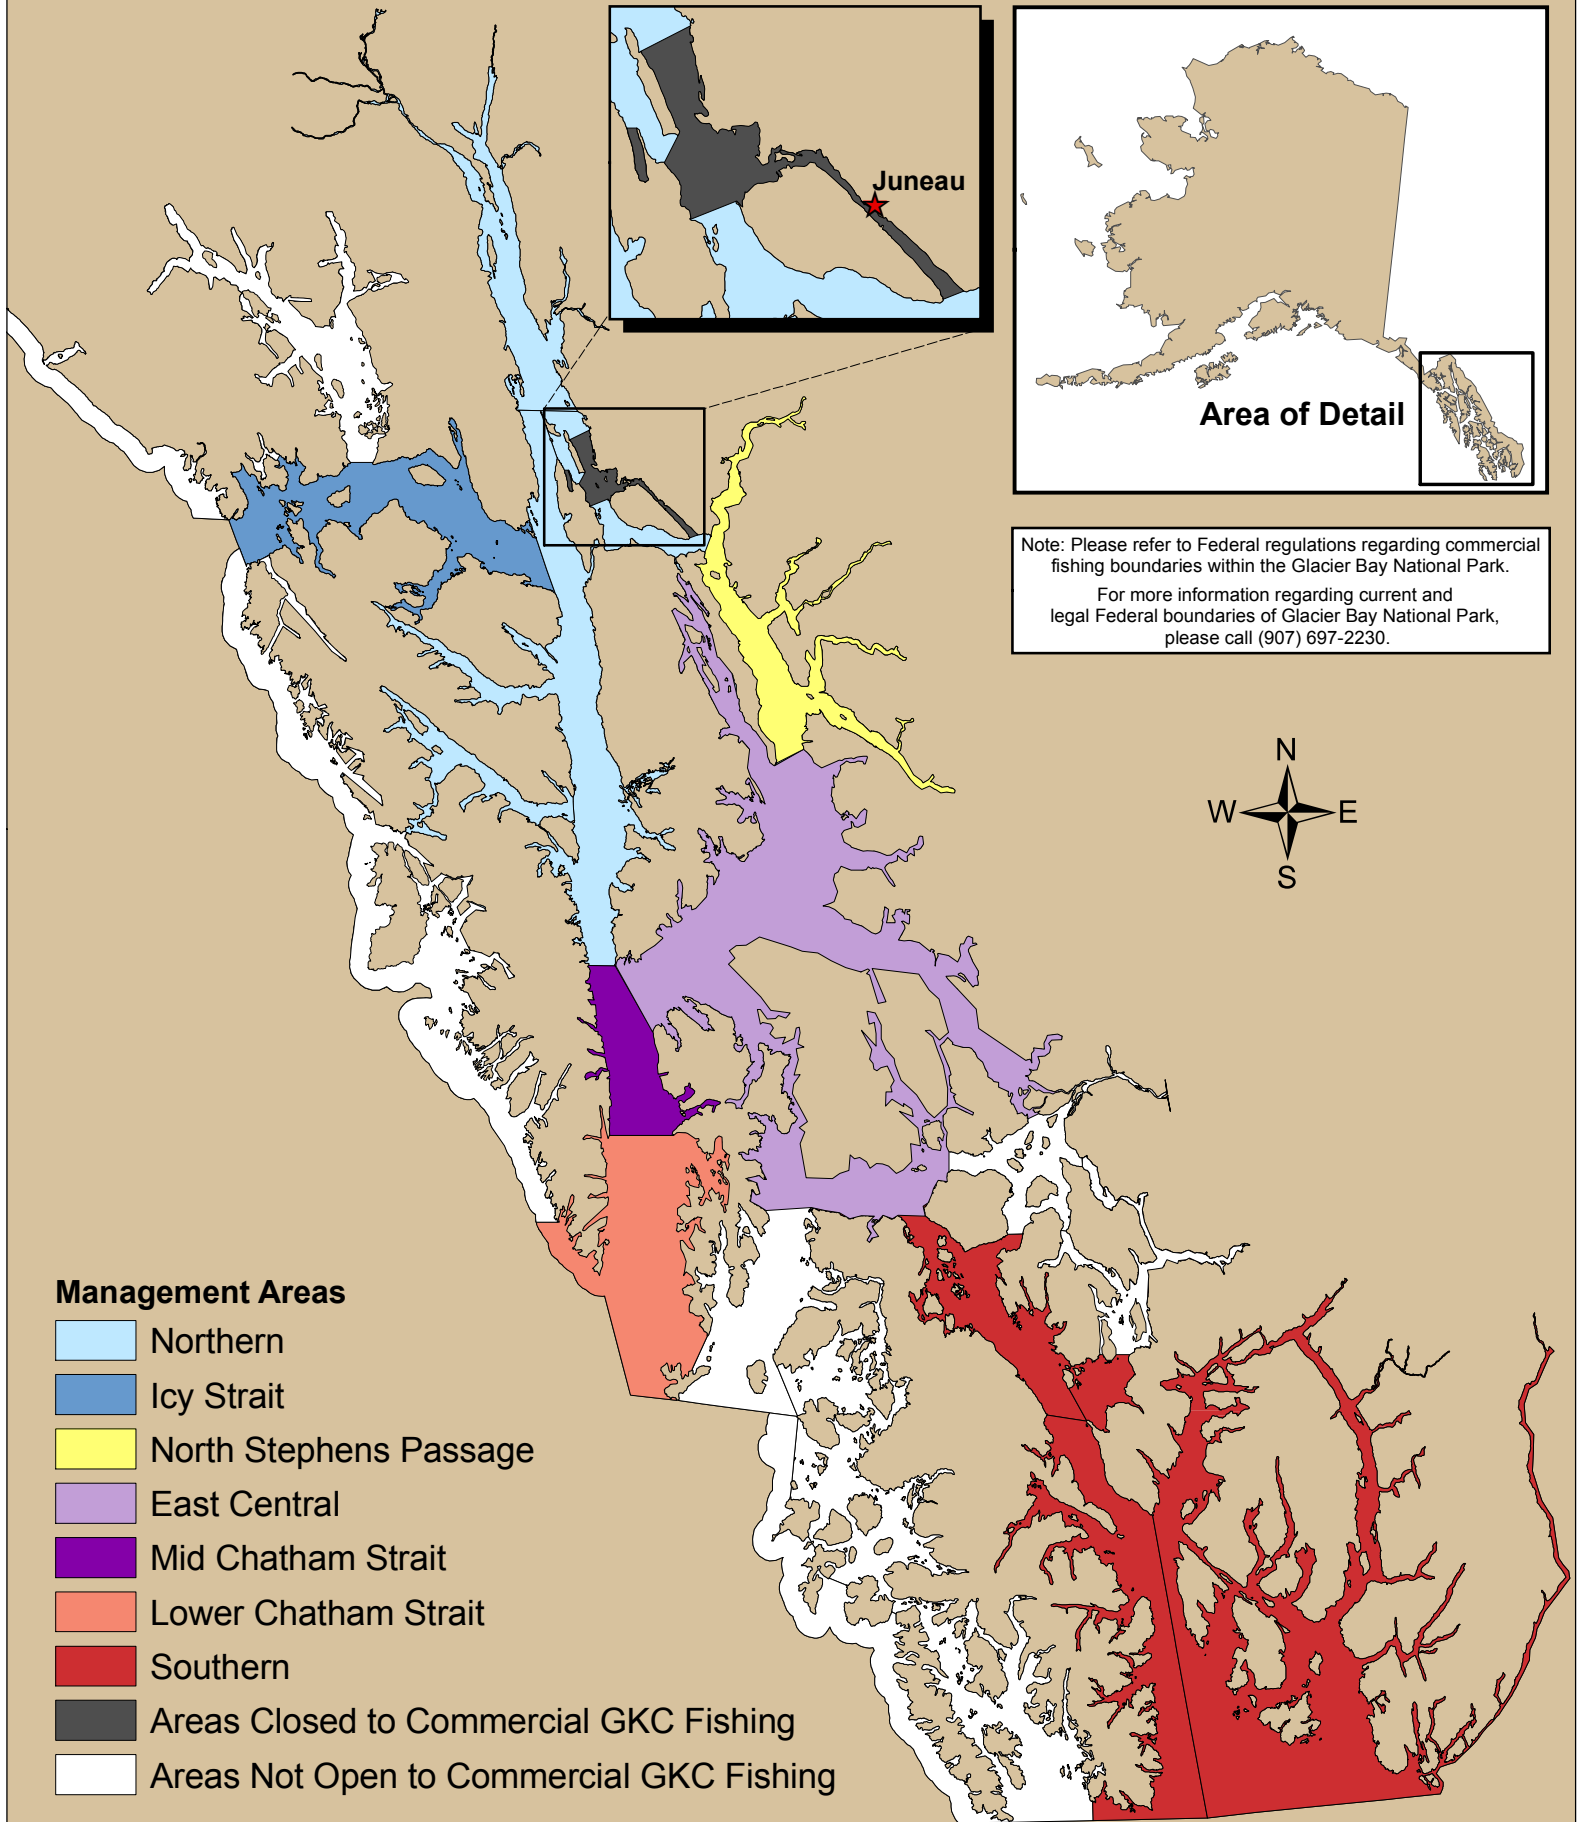 Juneau
Area of Detail
Note: Please refer to Federal regulations regarding commercial
fishing boundaries within the Glacier Bay National Park.
For more information regarding current and
legal Federal boundaries of Glacier Bay National Park,
please call (907) 697-2230.
N
W E
S
Management Areas
Northern
Icy Strait
North Stephens Passage
East Central
Mid Chatham Strait
Lower Chatham Strait
Southern
Areas Closed to Commercial GKC Fishing
Areas Not Open to Commercial GKC Fishing